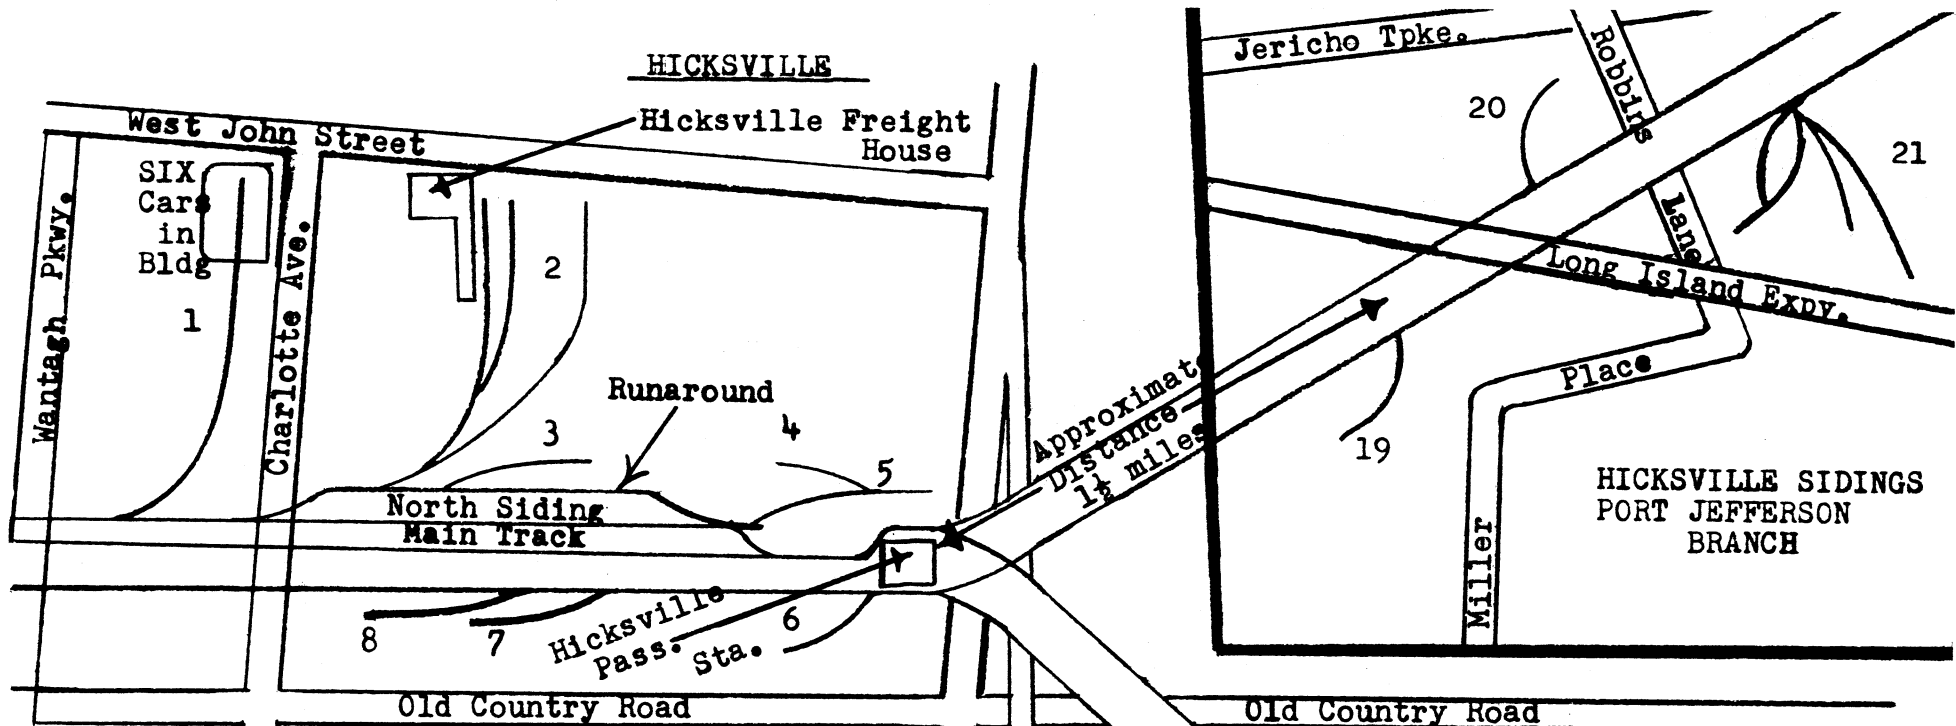 HICKSVILLE
Hicksville Freight
House
West John Street
SIX
Cars
in
Bldg
1
Wantagh Pkwy.
Charlotte Ave.
2
Runaround
3
4
5
North Siding
Main Track
Hicksville
Pass. Sta.
6
7
8
Old Country Road
Approximate
Distance
1½ miles
Jericho Tpke.
Robbins
Lane
20
21
Long Island Expy.
19
Miller
Place
HICKSVILLE SIDINGS
PORT JEFFERSON
BRANCH
Old Country Road